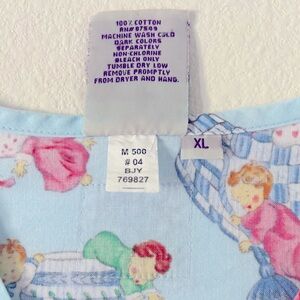 100% COTTON
RN#97549
MACHINE WASH COLD
DARK COLORS
SEPARATELY
NON-CHLORINE
BLEACH ONLY
TUMBLE DRY LOW
REMOVE PROMPTLY
FROM DRYER AND HANG.
M 500
# 04
BJY
769827
XL